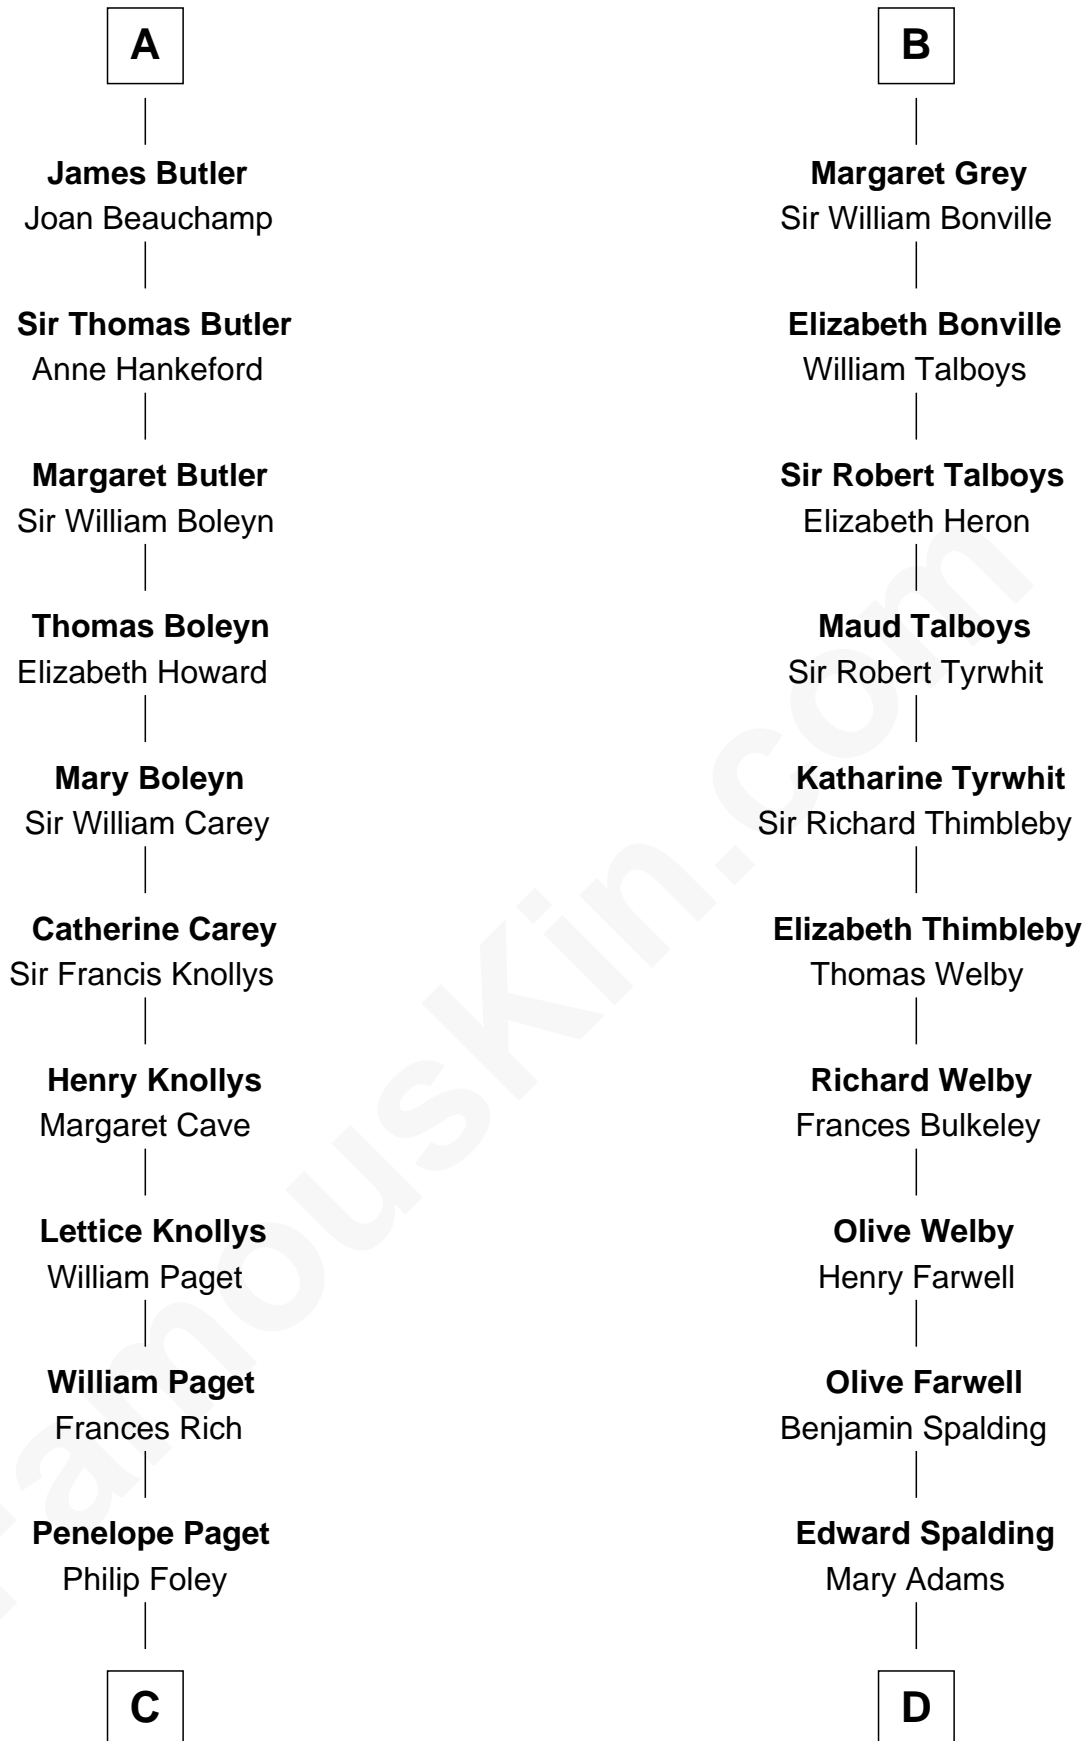 A
James Butler
Joan Beauchamp
Sir Thomas Butler
Anne Hankeford
Margaret Butler
Sir William Boleyn
Thomas Boleyn
Elizabeth Howard
Mary Boleyn
Sir William Carey
Catherine Carey
Sir Francis Knollys
Henry Knollys
Margaret Cave
Lettice Knollys
William Paget
William Paget
Frances Rich
Penelope Paget
Philip Foley
C
B
Margaret Grey
Sir William Bonville
Elizabeth Bonville
William Talboys
Sir Robert Talboys
Elizabeth Heron
Maud Talboys
Sir Robert Tyrwhit
Katharine Tyrwhit
Sir Richard Thimbleby
Elizabeth Thimbleby
Thomas Welby
Richard Welby
Frances Bulkeley
Olive Welby
Henry Farwell
Olive Farwell
Benjamin Spalding
Edward Spalding
Mary Adams
D
FamousKin.com